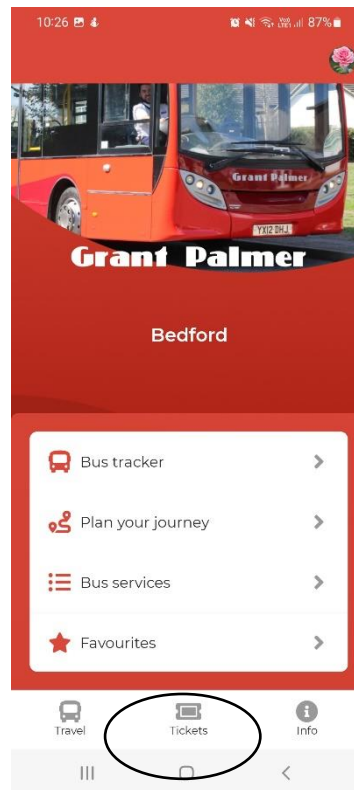 10:26 87%
Grant Palmer
YX12 DHJ
Grant Palmer
Bedford
Bus tracker
Plan your journey
Bus services
Favourites
Travel Tickets Info